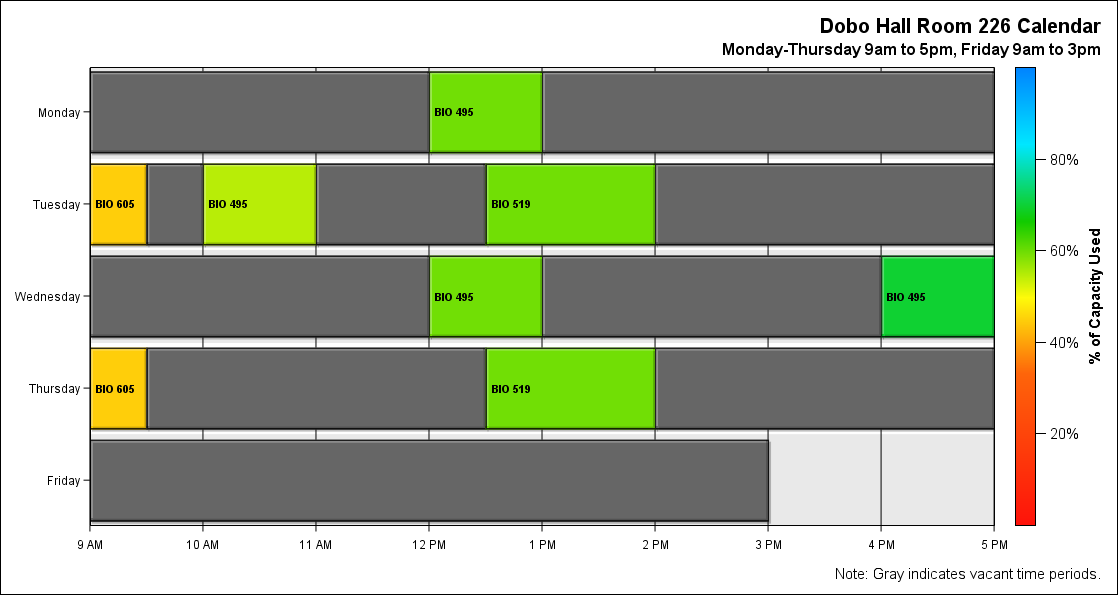 Dobo Hall Room 226 Calendar
Monday-Thursday 9am to 5pm, Friday 9am to 3pm
Monday
BIO 495
Tuesday
BIO 605
BIO 495
BIO 519
Wednesday
BIO 495
BIO 495
Thursday
BIO 605
BIO 519
Friday
9 AM
10 AM
11 AM
12 PM
1 PM
2 PM
3 PM
4 PM
5 PM
80%
60%
40%
20%
% of Capacity Used
Note: Gray indicates vacant time periods.